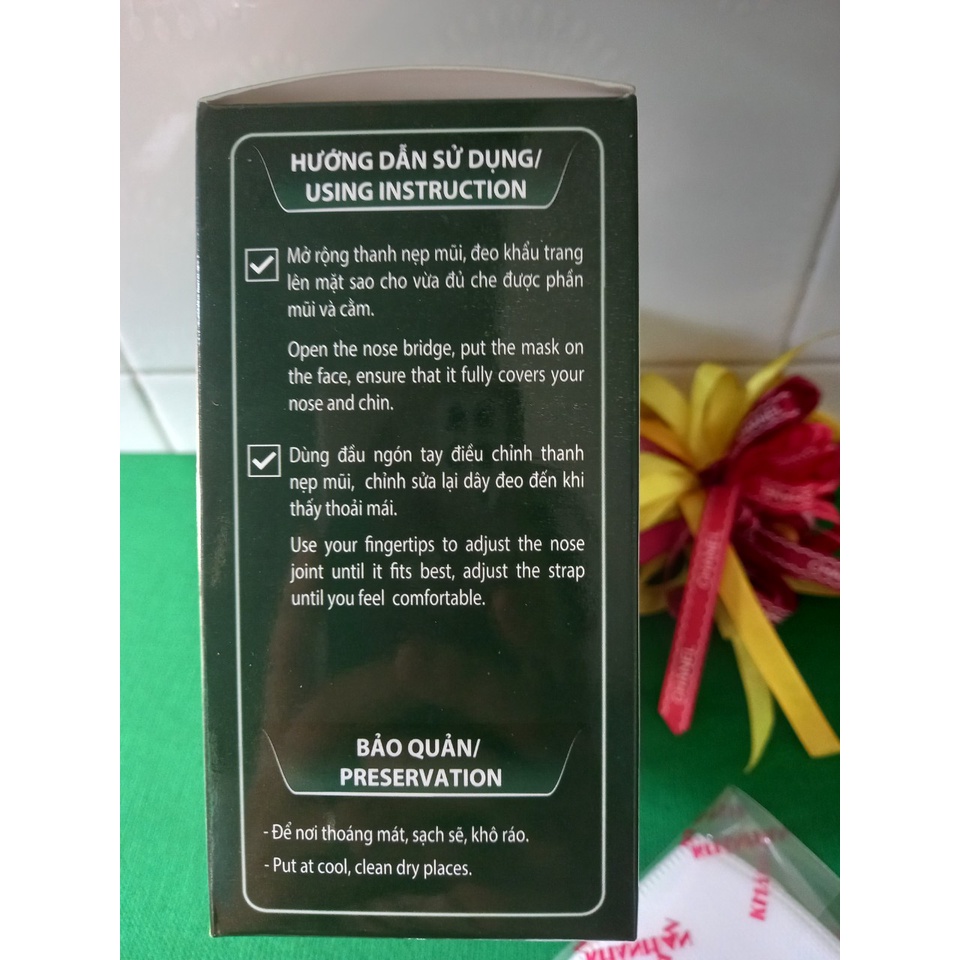 HƯỚNG DẪN SỬ DỤNG/
USING INSTRUCTION
Mở rộng thanh nẹp mũi, đeo khẩu trang
lên mặt sao cho vừa đủ che được phần
mũi và cằm.
Open the nose bridge, put the mask on
the face, ensure that it fully covers your
nose and chin.
Dùng đầu ngón tay điều chỉnh thanh
nẹp mũi, chỉnh sửa lại dây đeo đến khi
thấy thoải mái.
Use your fingertips to adjust the nose
joint until it fits best, adjust the strap
until you feel comfortable.
BẢO QUẢN/
PRESERVATION
- Để nơi thoáng mát, sạch sẽ, khô ráo.
- Put at cool, clean dry places.